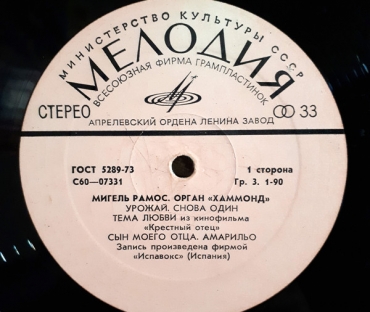 МИНИСТЕРСТВО КУЛЬТУРЫ СССР
МЕЛОДИЯ
ВСЕСОЮЗНАЯ ФИРМА ГРАМПЛАСТИНОК
СТЕРЕО
33
АПРЕЛЕВСКИЙ ОРДЕНА ЛЕНИНА ЗАВОД
ГОСТ 5289-73 1 сторона
С60—07331 Гр. 3. 1-90
МИГЕЛЬ РАМОС. ОРГАН «ХАММОНД»
УРОЖАЙ. СНОВА ОДИН
ТЕМА ЛЮБВИ из кинофильма
«Крестный отец»
СЫН МОЕГО ОТЦА. АМАРИЛЬО
Запись произведена фирмой
«Испавокс» (Испания)